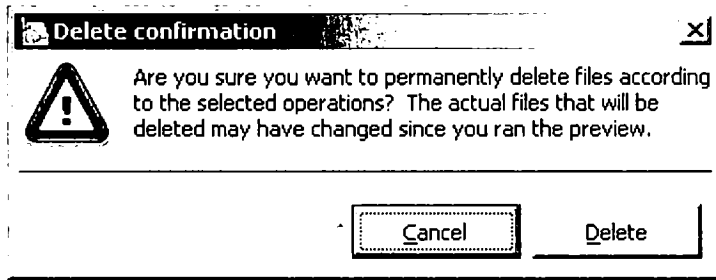 Delete confirmation
Are you sure you want to permanently delete files according
to the selected operations? The actual files that will be
deleted may have changed since you ran the preview.
Cancel
Delete